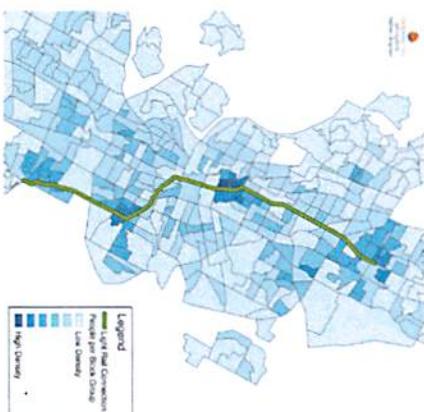 Legend
Light Rail Connection
People per Block Group
Low Density
High Density